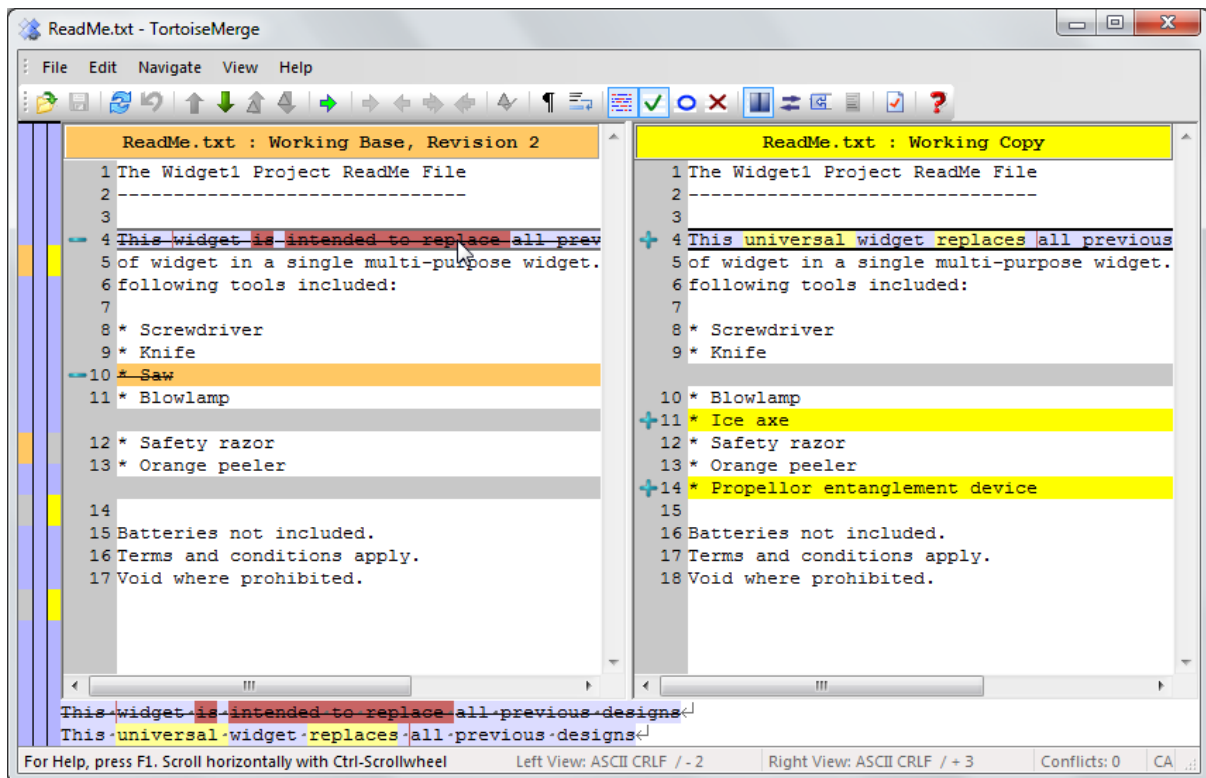 ReadMe.txt - TortoiseMerge
File Edit Navigate View Help
ReadMe.txt : Working Base, Revision 2
1 The Widget1 Project ReadMe File
2 -------------------------------
3
4 This widget is intended to replace all prev
5 of widget in a single multi-purpose widget.
6 following tools included:
7
8 * Screwdriver
9 * Knife
10 * Saw
11 * Blowlamp
12 * Safety razor
13 * Orange peeler
14
15 Batteries not included.
16 Terms and conditions apply.
17 Void where prohibited.
ReadMe.txt : Working Copy
1 The Widget1 Project ReadMe File
2 -------------------------------
3
4 This universal widget replaces all previous
5 of widget in a single multi-purpose widget.
6 following tools included:
7
8 * Screwdriver
9 * Knife
10 * Blowlamp
11 * Ice axe
12 * Safety razor
13 * Orange peeler
14 * Propellor entanglement device
15
16 Batteries not included.
17 Terms and conditions apply.
18 Void where prohibited.
This·widget·is·intended·to·replace·all·previous·designs↵
This·universal·widget·replaces·all·previous·designs↵
For Help, press F1. Scroll horizontally with Ctrl-Scrollwheel Left View: ASCII CRLF / - 2 Right View: ASCII CRLF / + 3 Conflicts: 0 CA